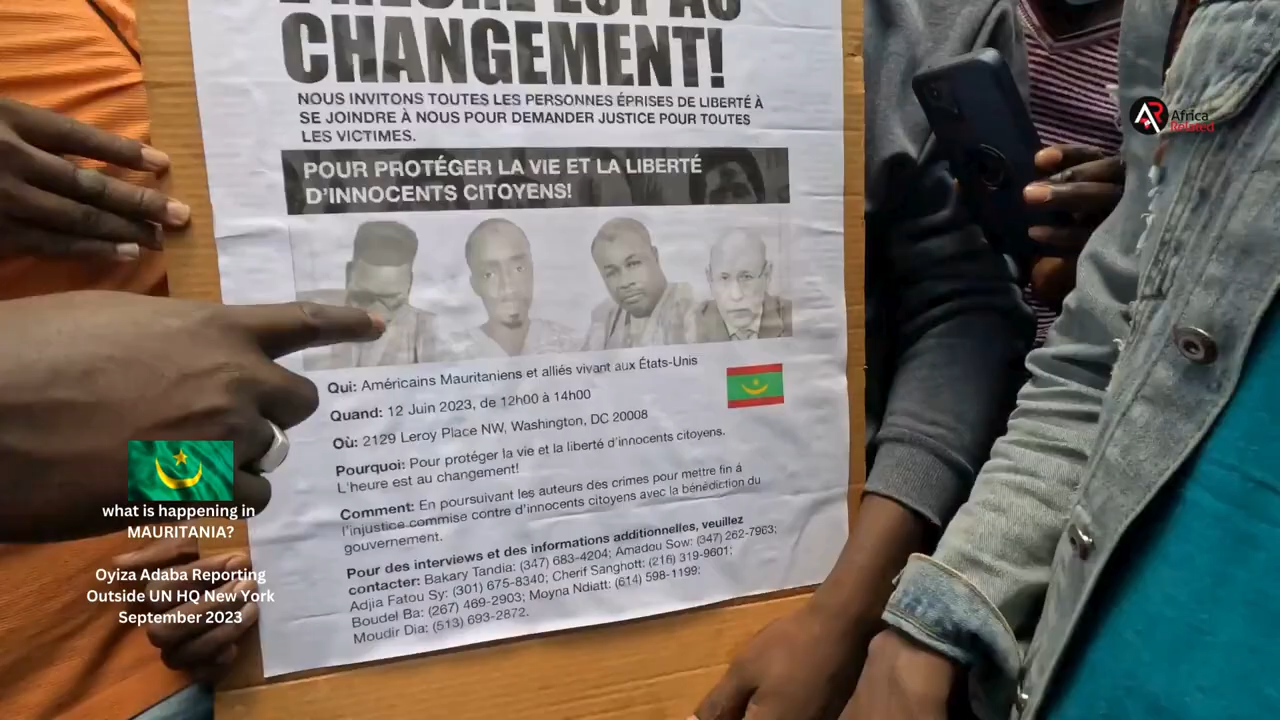 L'HEURE EST AU
CHANGEMENT!
NOUS INVITONS TOUTES LES PERSONNES ÉPRISES DE LIBERTÉ À
SE JOINDRE À NOUS POUR DEMANDER JUSTICE POUR TOUTES
LES VICTIMES.
POUR PROTÉGER LA VIE ET LA LIBERTÉ
D'INNOCENTS CITOYENS!
Qui: Américains Mauritaniens et alliés vivant aux États-Unis
Quand: 12 Juin 2023, de 12h00 à 14h00
Où: 2129 Leroy Place NW, Washington, DC 20008
Pourquoi: Pour protéger la vie et la liberté d'innocents citoyens.
L'heure est au changement!
Comment: En poursuivant les auteurs des crimes pour mettre fin á
l'injustice commise contre d'innocents citoyens avec la bénédiction du
gouvernement.
Pour des interviews et des informations additionnelles, veuillez
contacter: Bakary Tandia: (347) 683-4204; Amadou Sow: (347) 262-7963;
Adjia Fatou Sy: (301) 675-8340; Cherif Sanghott: (216) 319-9601;
Boudel Ba: (267) 469-2903; Moyna Ndiatt: (614) 598-1199;
Moudir Dia: (513) 693-2872.
AR Africa
Related
what is happening in
MAURITANIA?
Oyiza Adaba Reporting
Outside UN HQ New York
September 2023